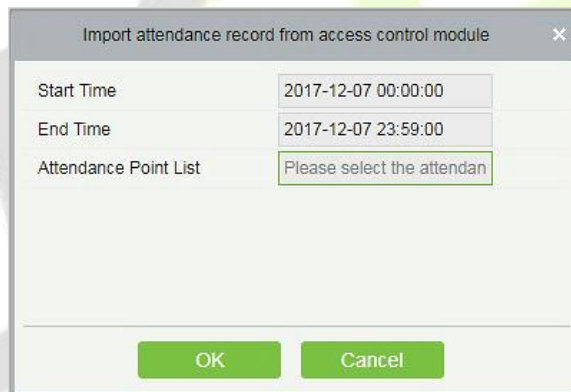 Import attendance record from access control module ×
Start Time 2017-12-07 00:00:00
End Time 2017-12-07 23:59:00
Attendance Point List Please select the attendan
OK Cancel